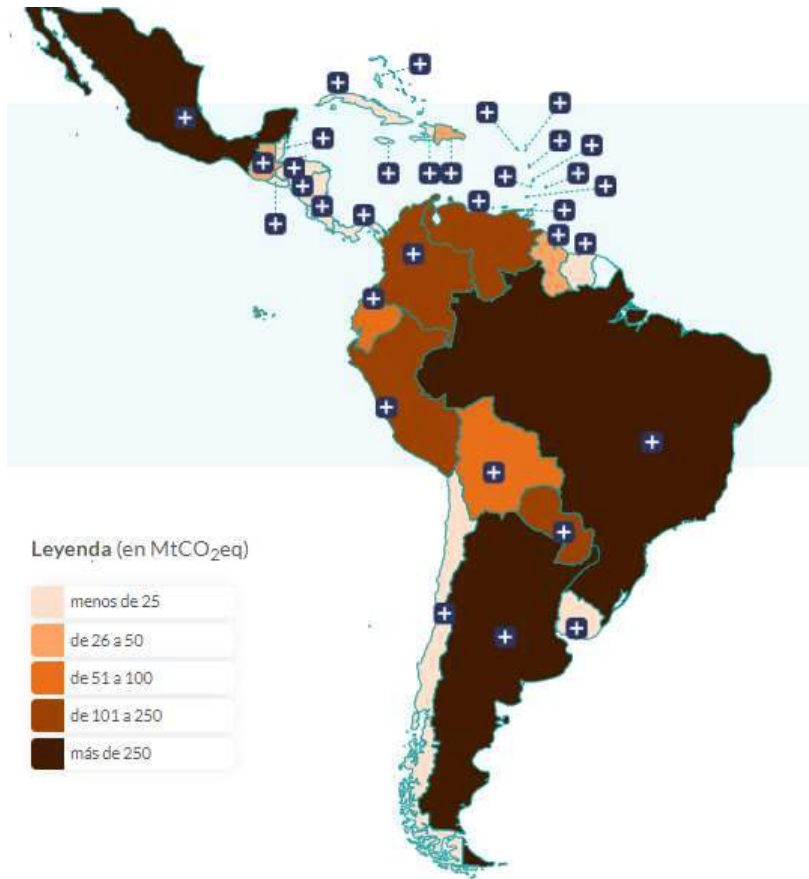 Leyenda (en MtCO₂eq)
menos de 25
de 26 a 50
de 51 a 100
de 101 a 250
más de 250